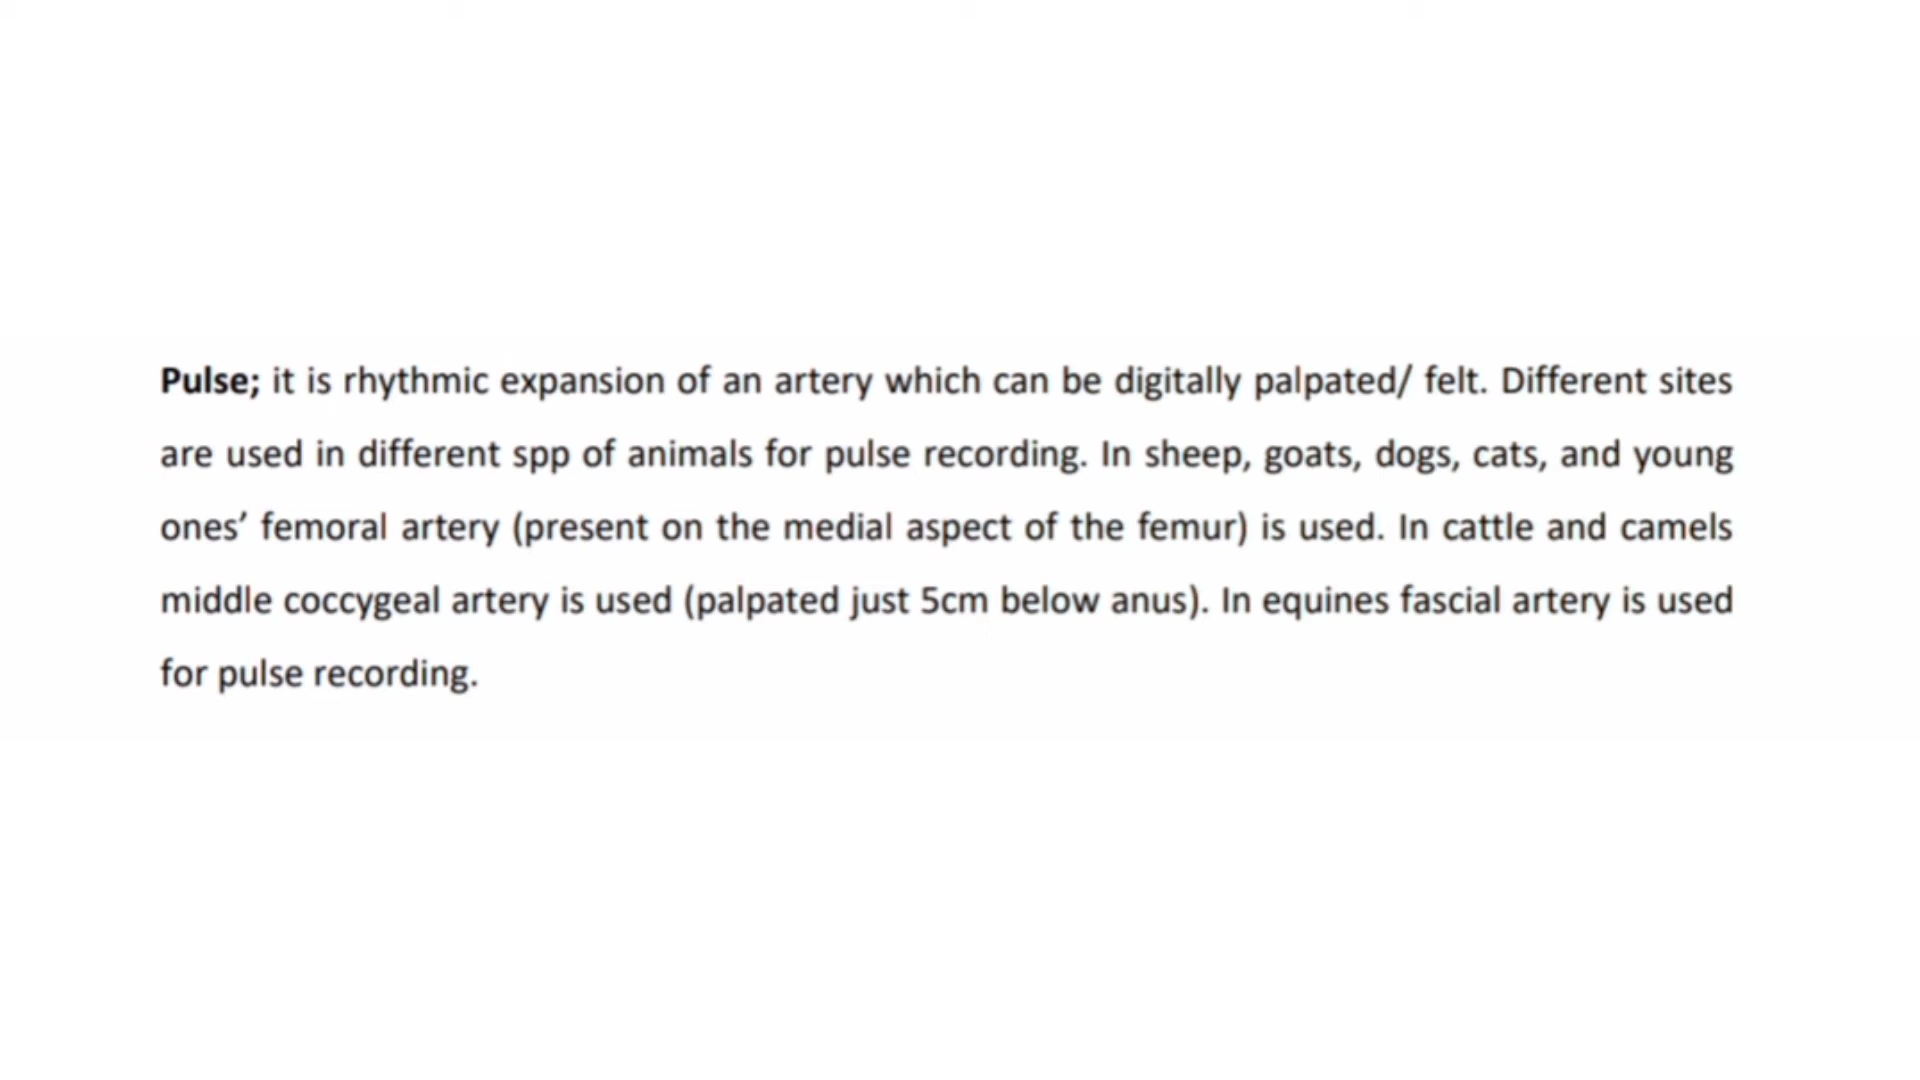 Pulse; it is rhythmic expansion of an artery which can be digitally palpated/ felt. Different sites
are used in different spp of animals for pulse recording. In sheep, goats, dogs, cats, and young
ones’ femoral artery (present on the medial aspect of the femur) is used. In cattle and camels
middle coccygeal artery is used (palpated just 5cm below anus). In equines fascial artery is used
for pulse recording.